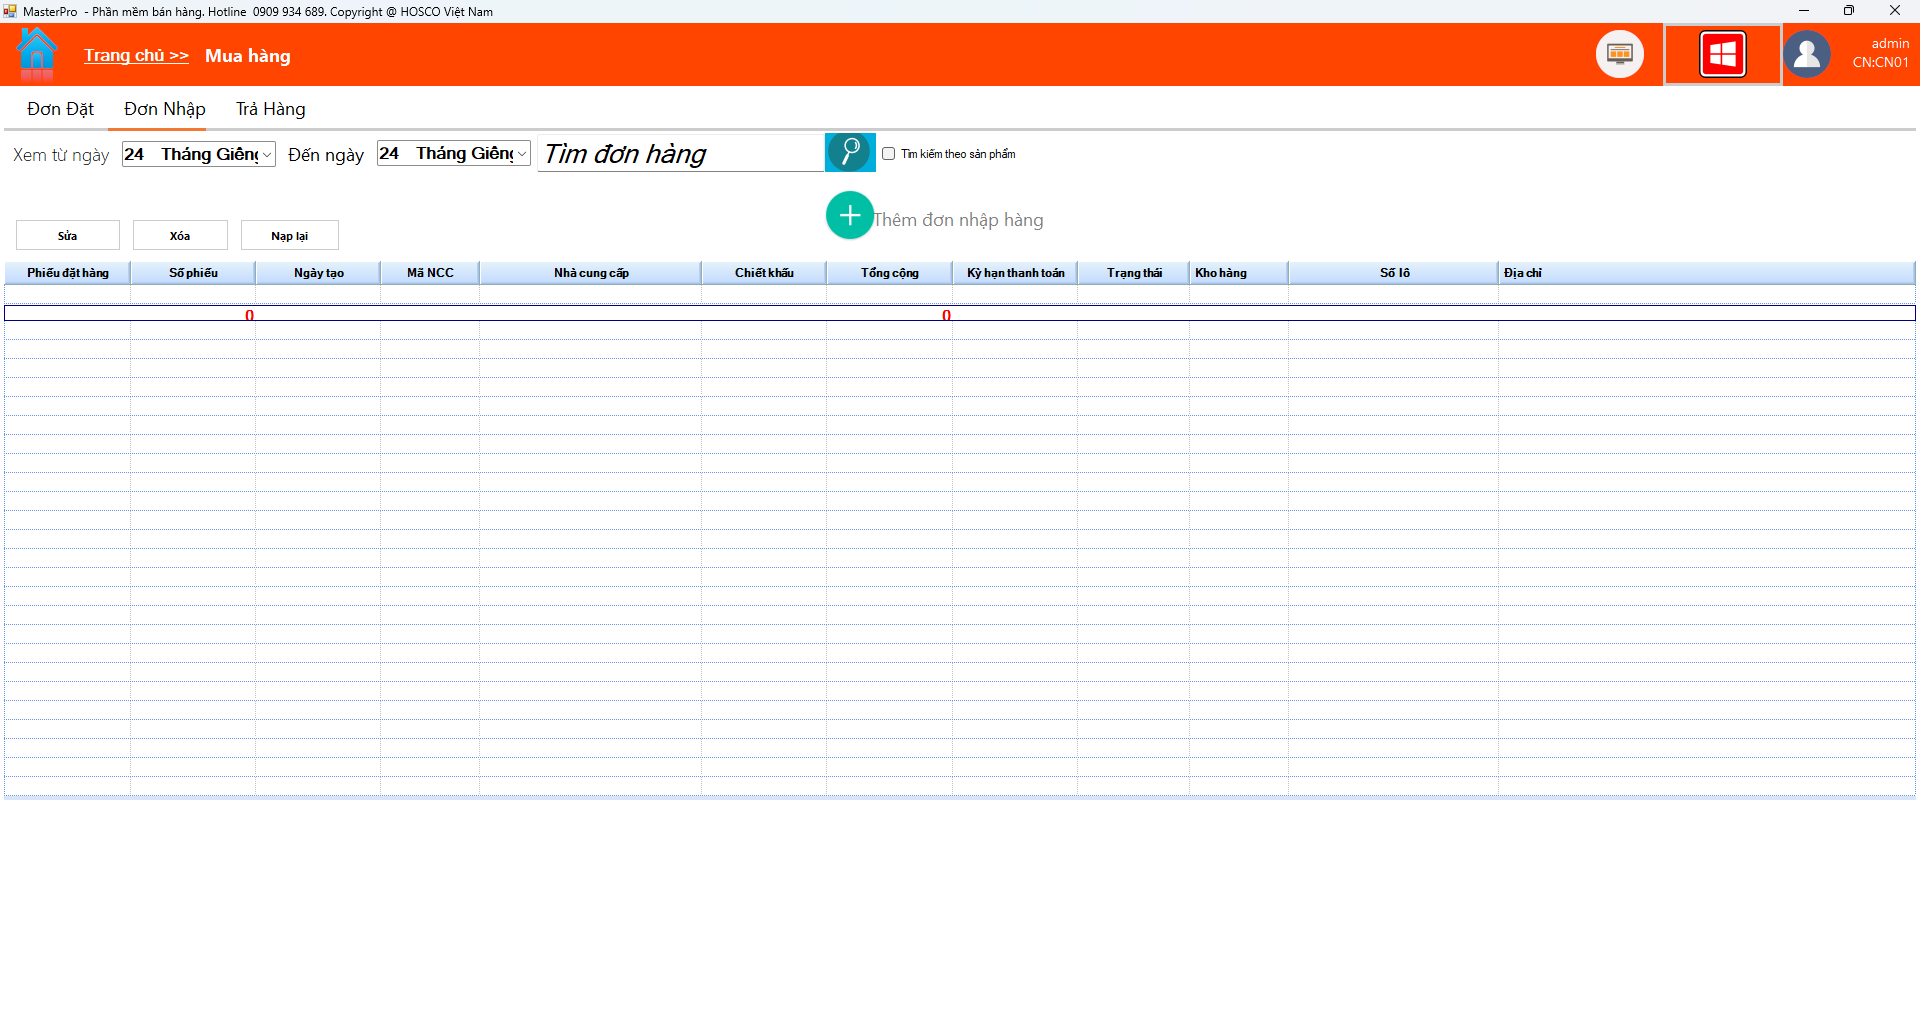 MasterPro - Phần mềm bán hàng. Hotline 0909 934 689. Copyright @ HOSCO Việt Nam
Trang chủ >> Mua hàng
admin
CN:CN01
Đơn Đặt Đơn Nhập Trả Hàng
Xem từ ngày 24 Tháng Giêng Đến ngày 24 Tháng Giêng Tìm đơn hàng Tìm kiếm theo sản phẩm
Thêm đơn nhập hàng
Sửa Xóa Nạp lại
Phiếu đặt hàng Số phiếu Ngày tạo Mã NCC Nhà cung cấp Chiết khấu Tổng cộng Kỳ hạn thanh toán Trạng thái Kho hàng Số lô Địa chỉ
0 0